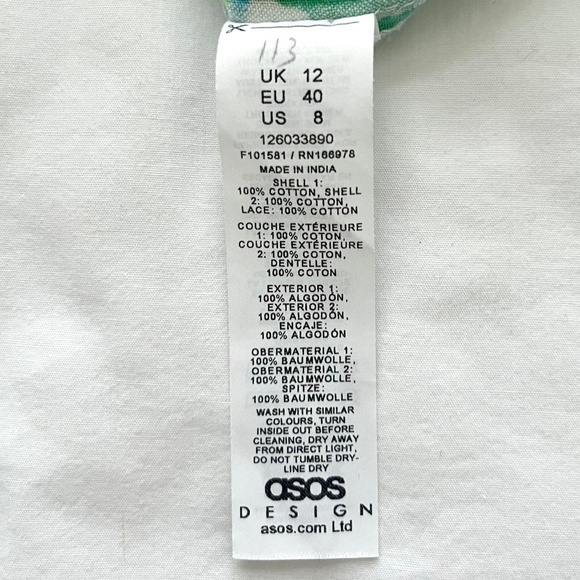 113
UK 12
EU 40
US 8
126033890
F101581 / RN166978
MADE IN INDIA
SHELL 1:
100% COTTON, SHELL
2: 100% COTTON,
LACE: 100% COTTON
COUCHE EXTÉRIEURE
1: 100% COTON,
COUCHE EXTÉRIEURE
2: 100% COTON,
DENTELLE:
100% COTON
EXTERIOR 1:
100% ALGODÓN,
EXTERIOR 2:
100% ALGODÓN,
ENCAJE:
100% ALGODÓN
OBERMATERIAL 1:
100% BAUMWOLLE,
OBERMATERIAL 2:
100% BAUMWOLLE,
SPITZE:
100% BAUMWOLLE
WASH WITH SIMILAR
COLOURS, TURN
INSIDE OUT BEFORE
CLEANING, DRY AWAY
FROM DIRECT LIGHT,
DO NOT TUMBLE DRY-
LINE DRY
asos
DESIGN
asos.com Ltd